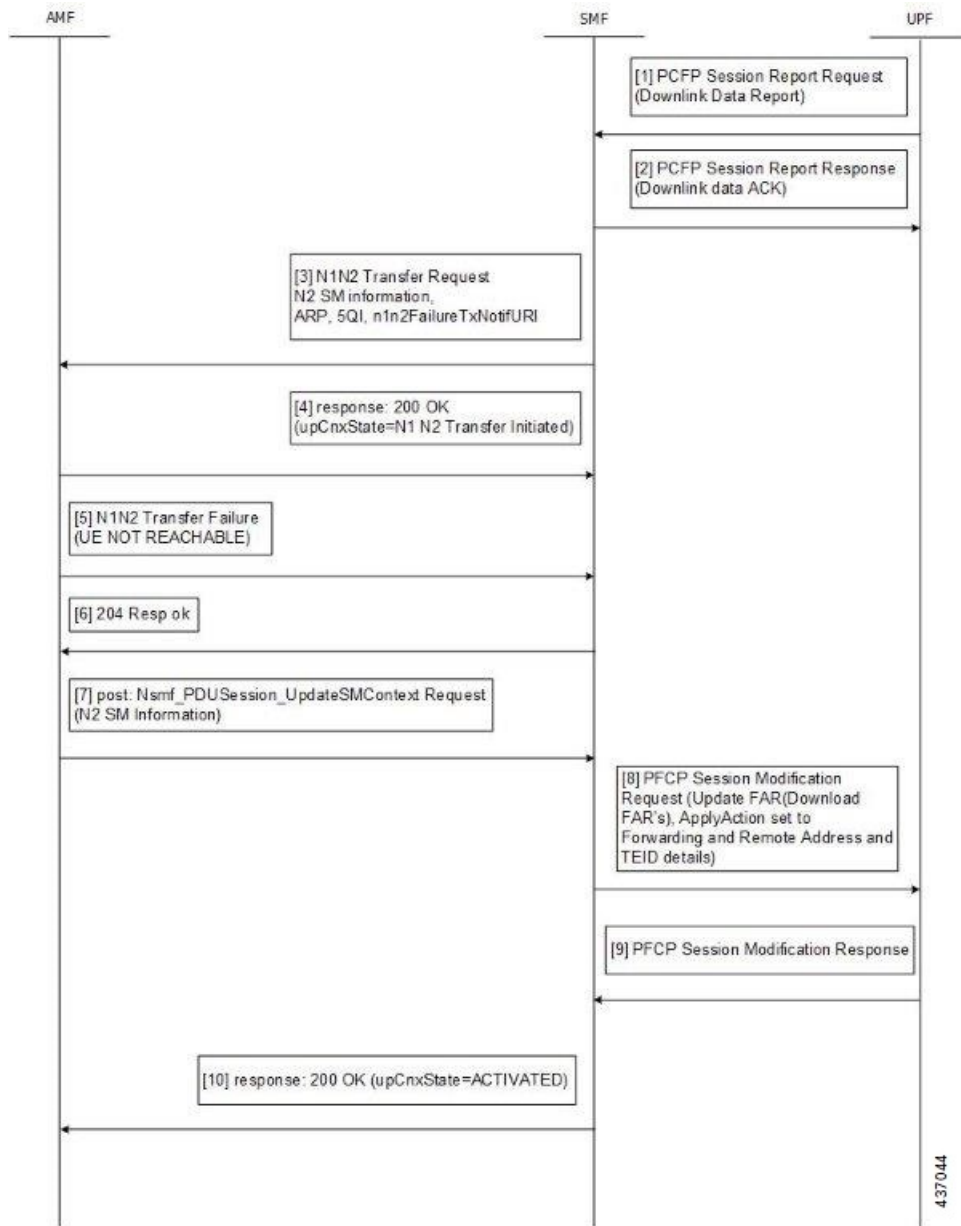 AMF
SMF
UPF
[1] PCFP Session Report Request
(Downlink Data Report)
[2] PCFP Session Report Response
(Downlink data ACK)
[3] N1N2 Transfer Request
N2 SM information,
ARP, 5QI, n1n2FailureTxNotifURI
[4] response: 200 OK
(upCnxState=N1 N2 Transfer Initiated)
[5] N1N2 Transfer Failure
(UE NOT REACHABLE)
[6] 204 Resp ok
[7] post: Nsmf_PDUSession_UpdateSMContext Request
(N2 SM Information)
[8] PFCP Session Modification
Request (Update FAR(Download
FAR's), ApplyAction set to
Forwarding and Remote Address and
TEID details)
[9] PFCP Session Modification Response
[10] response: 200 OK (upCnxState=ACTIVATED)
437044